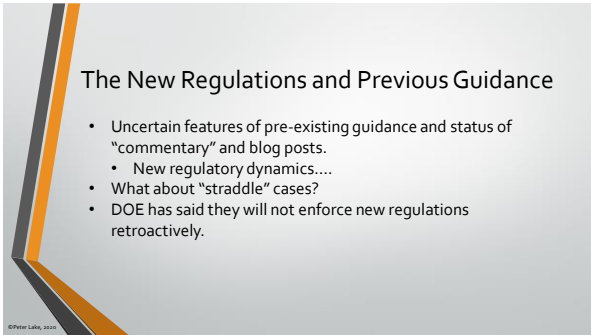 The New Regulations and Previous Guidance
• Uncertain features of pre-existing guidance and status of
“commentary” and blog posts.
• New regulatory dynamics….
• What about “straddle” cases?
• DOE has said they will not enforce new regulations
retroactively.
©Peter Lake, 2020